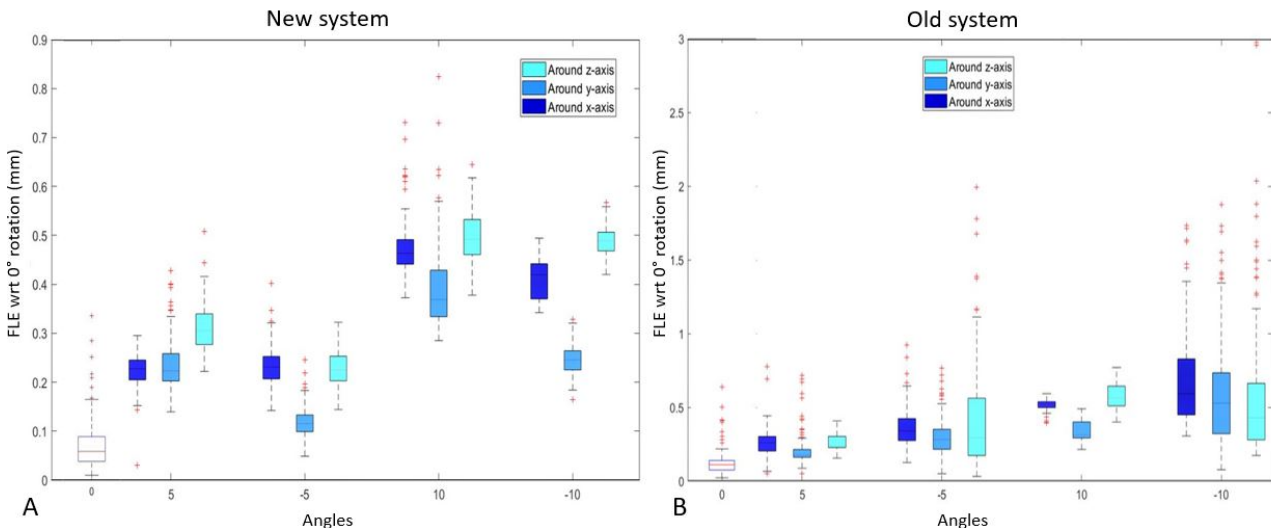 New system
Old system
0.9
0.8
0.7
0.6
0.5
0.4
0.3
0.2
0.1
0
FLE wrt 0° rotation (mm)
Around z-axis
Around y-axis
Around x-axis
0
5
-5
10
-10
A
Angles
3
2.5
2
1.5
1
0.5
0
FLE wrt 0° rotation (mm)
Around z-axis
Around y-axis
Around x-axis
0
5
-5
10
-10
B
Angles